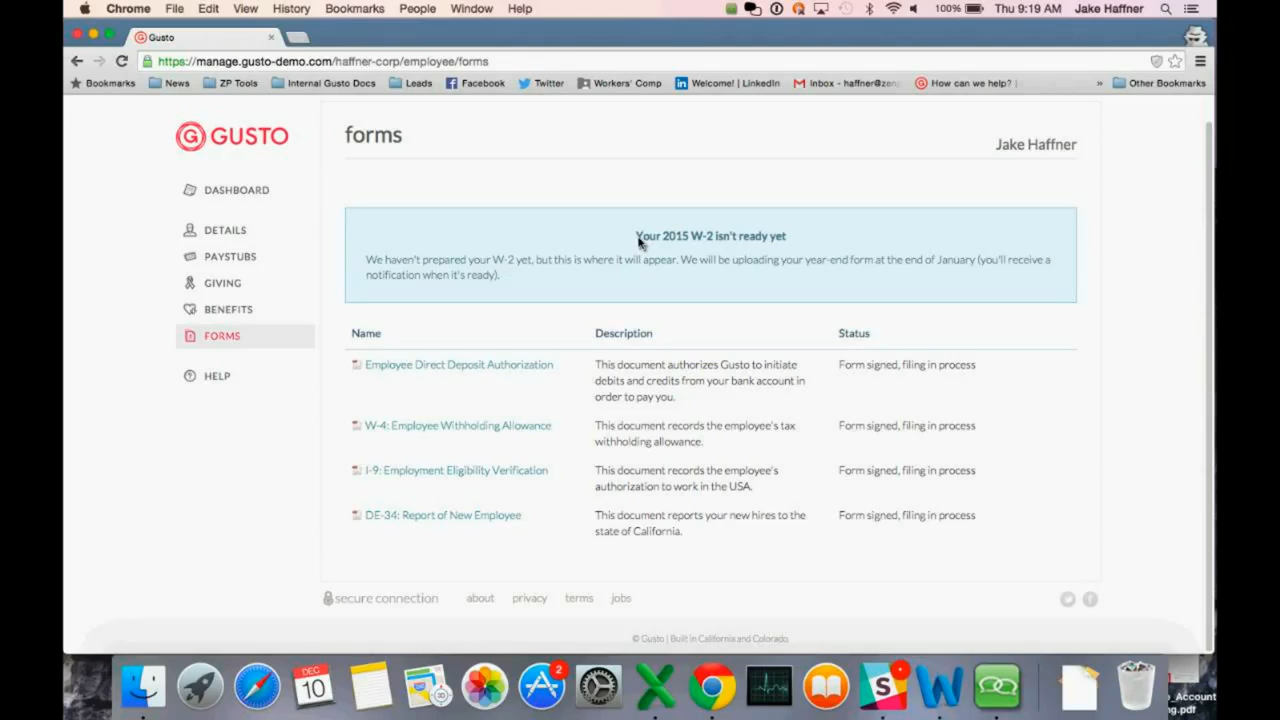 Chrome File Edit View History Bookmarks People Window Help 100% Thu 9:19 AM Jake Haffner
Gusto
https://manage.gusto-demo.com/haffner-corp/employee/forms
Bookmarks News ZP Tools Internal Gusto Docs Leads Facebook Twitter Workers' Comp Welcome! | LinkedIn Inbox - haffner@zen How can we help? | » Other Bookmarks
GUSTO
forms
Jake Haffner
DASHBOARD
DETAILS
PAYSTUBS
GIVING
BENEFITS
FORMS
HELP
Your 2015 W-2 isn't ready yet
We haven't prepared your W-2 yet, but this is where it will appear. We will be uploading your year-end form at the end of January (you'll receive a
notification when it's ready).
Name Description Status
Employee Direct Deposit Authorization This document authorizes Gusto to initiate Form signed, filing in process
debits and credits from your bank account in
order to pay you.
W-4: Employee Withholding Allowance This document records the employee's tax Form signed, filing in process
withholding allowance.
I-9: Employment Eligibility Verification This document records the employee's Form signed, filing in process
authorization to work in the USA.
DE-34: Report of New Employee This document reports your new hires to the Form signed, filing in process
state of California.
secure connection about privacy terms jobs
© Gusto | Built in California and Colorado.
DEC
10
2
_Account
ng.pdf